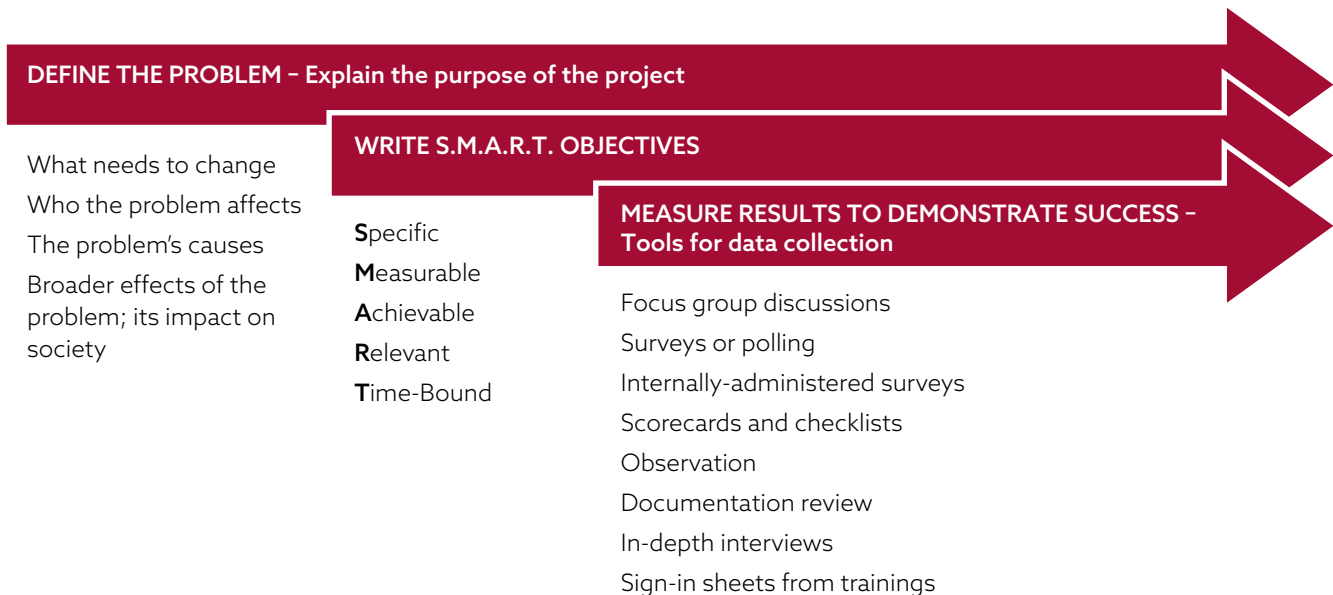 DEFINE THE PROBLEM – Explain the purpose of the project
What needs to change
Who the problem affects
The problem’s causes
Broader effects of the
problem; its impact on
society
WRITE S.M.A.R.T. OBJECTIVES
Specific
Measurable
Achievable
Relevant
Time-Bound
MEASURE RESULTS TO DEMONSTRATE SUCCESS –
Tools for data collection
Focus group discussions
Surveys or polling
Internally-administered surveys
Scorecards and checklists
Observation
Documentation review
In-depth interviews
Sign-in sheets from trainings